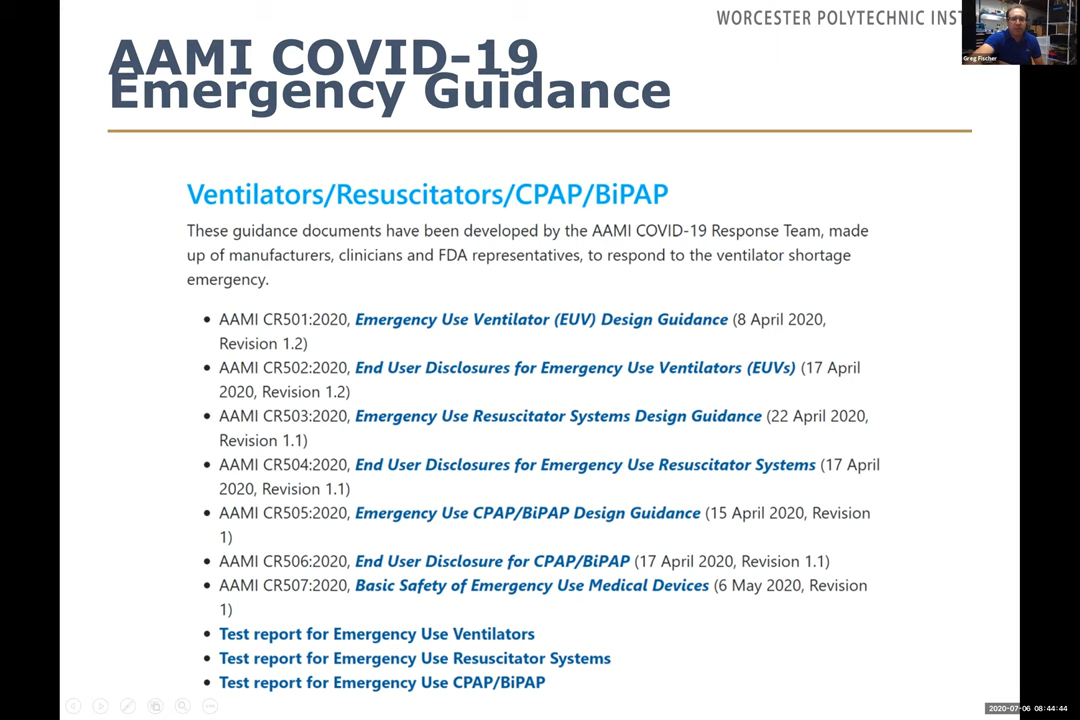 WORCESTER POLYTECHNIC INST
Greg Fischer
AAMI COVID-19
Emergency Guidance
Ventilators/Resuscitators/CPAP/BiPAP
These guidance documents have been developed by the AAMI COVID-19 Response Team, made
up of manufacturers, clinicians and FDA representatives, to respond to the ventilator shortage
emergency.
• AAMI CR501:2020, Emergency Use Ventilator (EUV) Design Guidance (8 April 2020,
Revision 1.2)
• AAMI CR502:2020, End User Disclosures for Emergency Use Ventilators (EUVs) (17 April
2020, Revision 1.2)
• AAMI CR503:2020, Emergency Use Resuscitator Systems Design Guidance (22 April 2020,
Revision 1.1)
• AAMI CR504:2020, End User Disclosures for Emergency Use Resuscitator Systems (17 April
2020, Revision 1.1)
• AAMI CR505:2020, Emergency Use CPAP/BiPAP Design Guidance (15 April 2020, Revision
1)
• AAMI CR506:2020, End User Disclosure for CPAP/BiPAP (17 April 2020, Revision 1.1)
• AAMI CR507:2020, Basic Safety of Emergency Use Medical Devices (6 May 2020, Revision
1)
• Test report for Emergency Use Ventilators
• Test report for Emergency Use Resuscitator Systems
• Test report for Emergency Use CPAP/BiPAP
2020-07-06 08:44:44